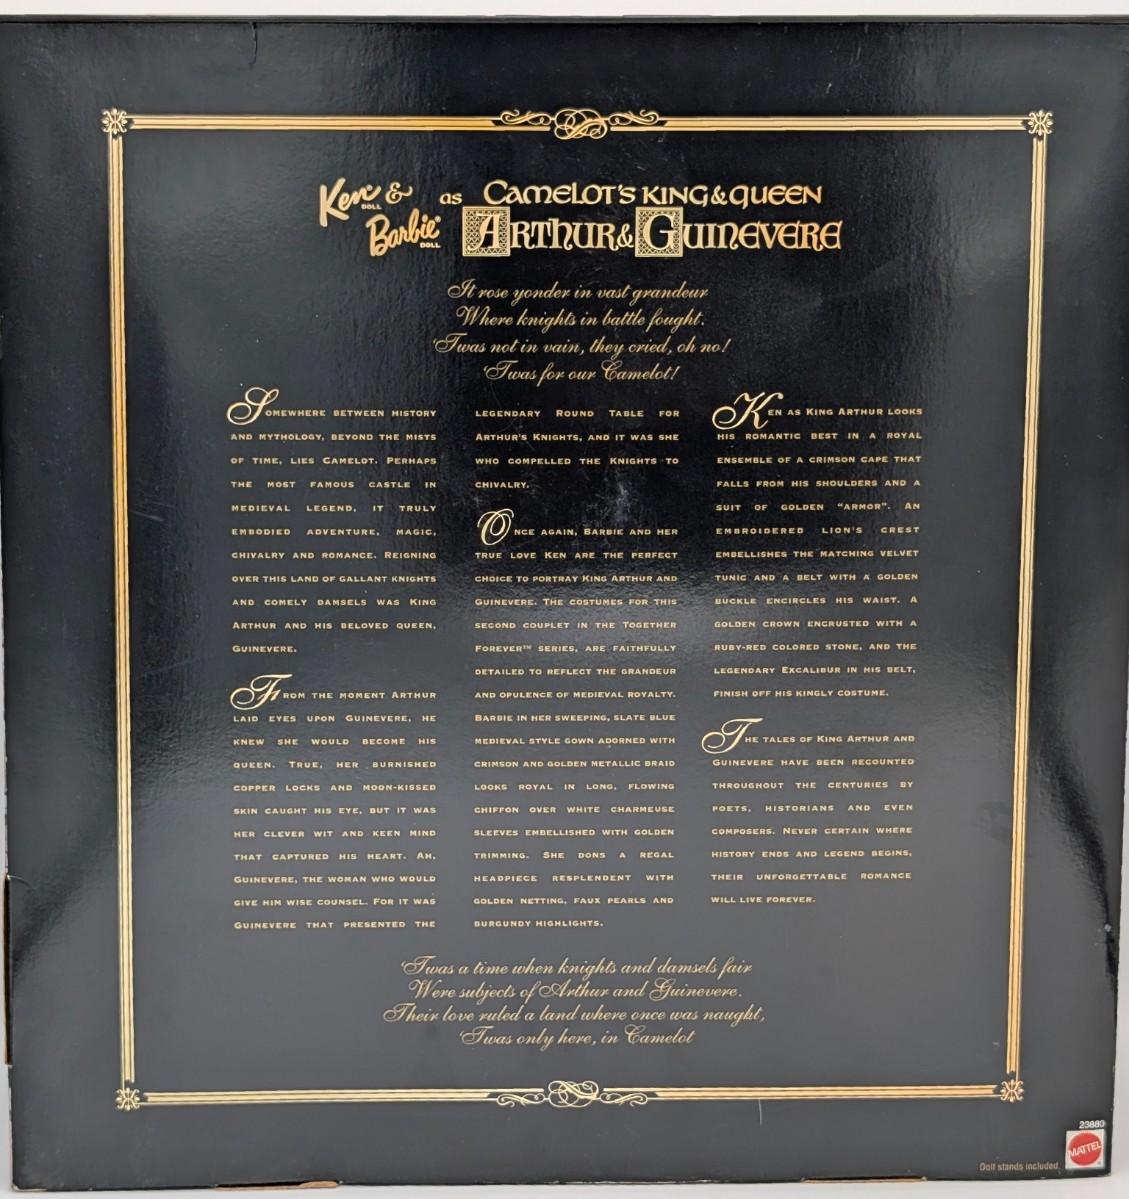 Ken & Barbie as CAMELOT'S KING & QUEEN
DOLL DOLL ARTHUR & GUINEVERE
It rose yonder in vast grandeur
Where knights in battle fought.
'Twas not in vain, they cried, oh no!
'Twas for our Camelot!
SOMEWHERE BETWEEN HISTORY
AND MYTHOLOGY, BEYOND THE MISTS
OF TIME, LIES CAMELOT. PERHAPS
THE MOST FAMOUS CASTLE IN
MEDIEVAL LEGEND, IT TRULY
EMBODIED ADVENTURE, MAGIC,
CHIVALRY AND ROMANCE. REIGNING
OVER THIS LAND OF GALLANT KNIGHTS
AND COMELY DAMSELS WAS KING
ARTHUR AND HIS BELOVED QUEEN,
GUINEVERE.
FROM THE MOMENT ARTHUR
LAID EYES UPON GUINEVERE, HE
KNEW SHE WOULD BECOME HIS
QUEEN. TRUE, HER BURNISHED
COPPER LOCKS AND MOON-KISSED
SKIN CAUGHT HIS EYE, BUT IT WAS
HER CLEVER WIT AND KEEN MIND
THAT CAPTURED HIS HEART. AH,
GUINEVERE, THE WOMAN WHO WOULD
GIVE HIM WISE COUNSEL. FOR IT WAS
GUINEVERE THAT PRESENTED THE
LEGENDARY ROUND TABLE FOR
ARTHUR'S KNIGHTS, AND IT WAS SHE
WHO COMPELLED THE KNIGHTS TO
CHIVALRY.
ONCE AGAIN, BARBIE AND HER
TRUE LOVE KEN ARE THE PERFECT
CHOICE TO PORTRAY KING ARTHUR AND
GUINEVERE. THE COSTUMES FOR THIS
SECOND COUPLET IN THE TOGETHER
FOREVER™ SERIES, ARE FAITHFULLY
DETAILED TO REFLECT THE GRANDEUR
AND OPULENCE OF MEDIEVAL ROYALTY.
BARBIE IN HER SWEEPING, SLATE BLUE
MEDIEVAL STYLE GOWN ADORNED WITH
CRIMSON AND GOLDEN METALLIC BRAID
LOOKS ROYAL IN LONG, FLOWING
CHIFFON OVER WHITE CHARMEUSE
SLEEVES EMBELLISHED WITH GOLDEN
TRIMMING. SHE DONS A REGAL
HEADPIECE RESPLENDENT WITH
GOLDEN NETTING, FAUX PEARLS AND
BURGUNDY HIGHLIGHTS.
KEN AS KING ARTHUR LOOKS
HIS ROMANTIC BEST IN A ROYAL
ENSEMBLE OF A CRIMSON CAPE THAT
FALLS FROM HIS SHOULDERS AND A
SUIT OF GOLDEN "ARMOR". AN
EMBROIDERED LION'S CREST
EMBELLISHES THE MATCHING VELVET
TUNIC AND A BELT WITH A GOLDEN
BUCKLE ENCIRCLES HIS WAIST. A
GOLDEN CROWN ENCRUSTED WITH A
RUBY-RED COLORED STONE, AND THE
LEGENDARY EXCALIBUR IN HIS BELT,
FINISH OFF HIS KINGLY COSTUME.
THE TALES OF KING ARTHUR AND
GUINEVERE HAVE BEEN RECOUNTED
THROUGHOUT THE CENTURIES BY
POETS, HISTORIANS AND EVEN
COMPOSERS. NEVER CERTAIN WHERE
HISTORY ENDS AND LEGEND BEGINS,
THEIR UNFORGETTABLE ROMANCE
WILL LIVE FOREVER.
'Twas a time when knights and damsels fair
Were subjects of Arthur and Guinevere.
Their love ruled a land where once was naught,
'Twas only here, in Camelot
23880
MATTEL
Doll stands included.